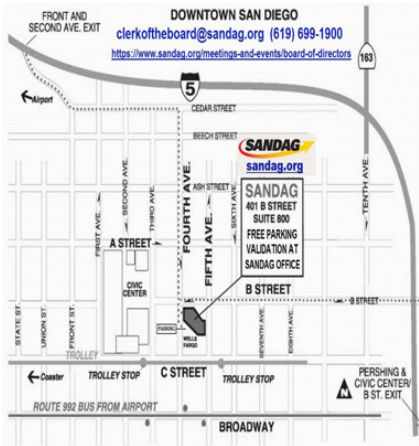 FRONT AND
SECOND AVE. EXIT
DOWNTOWN SAN DIEGO
clerkoftheboard@sandag.org (619) 699-1900
https://www.sandag.org/meetings-and-events/board-of-directors
163
5
Airport
CEDAR STREET
BEECH STREET
SANDAG
sandag.org
ASH STREET
SANDAG
401 B STREET
SUITE 800
FREE PARKING
VALIDATION AT
SANDAG OFFICE
FIRST AVE.
SECOND AVE.
THIRD AVE.
FOURTH AVE.
FIFTH AVE.
SIXTH AVE.
TENTH AVE.
A STREET
CIVIC
CENTER
B STREET
B STREET
PARKING
WELLS
FARGO
STATE ST.
UNION ST.
FRONT ST.
SEVENTH AVE.
EIGHTH AVE.
TROLLEY
Coaster
TROLLEY STOP
C STREET
TROLLEY STOP
PERSHING &
CIVIC CENTER/
B ST. EXIT
N
ROUTE 992 BUS FROM AIRPORT
BROADWAY